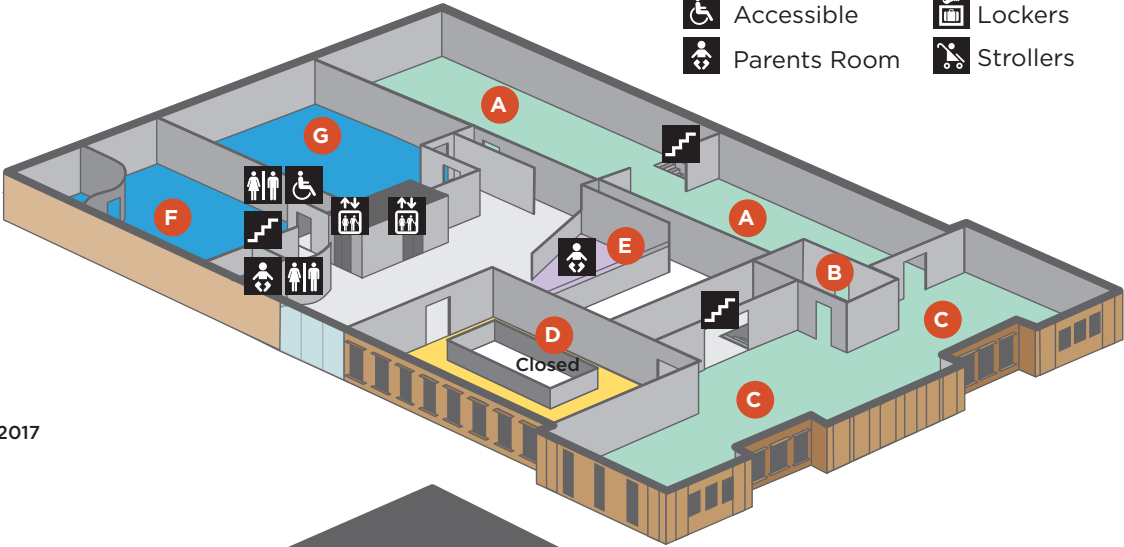 Accessible
Lockers
Parents Room
Strollers
A
G
F
A
E
B
C
D
Closed
C
2017